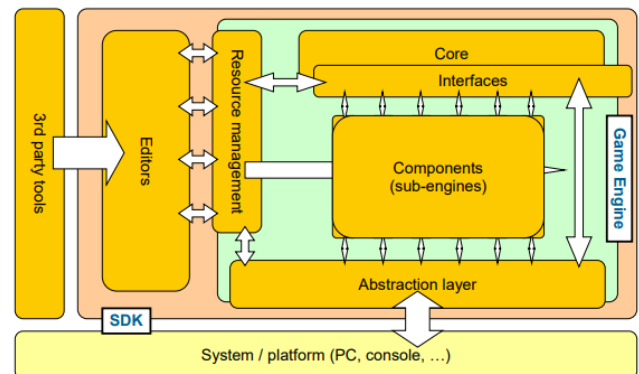 3rd party tools
Editors
Resource management
Core
Interfaces
Components
(sub-engines)
Game Engine
Abstraction layer
SDK
System / platform (PC, console, …)